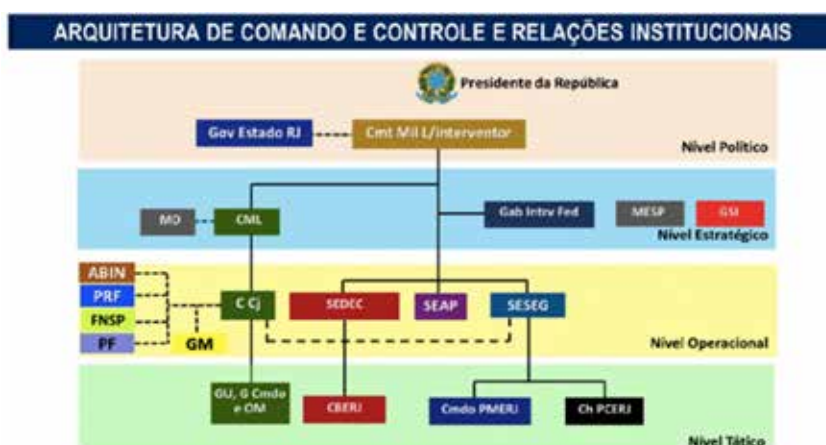 ARQUITETURA DE COMANDO E CONTROLE E RELAÇÕES INSTITUCIONAIS
Presidente da República
Gov Estado RJ
Cmt Mil L/interventor
Nível Político
MD
CML
Gab Intrv Fed
MESP
GSI
Nível Estratégico
ABIN
PRF
FNSP
PF
GM
C Cj
SEDEC
SEAP
SESEG
Nível Operacional
GU, G Cmdo
e OM
CBERJ
Cmdo PMERJ
Ch PCERJ
Nível Tático